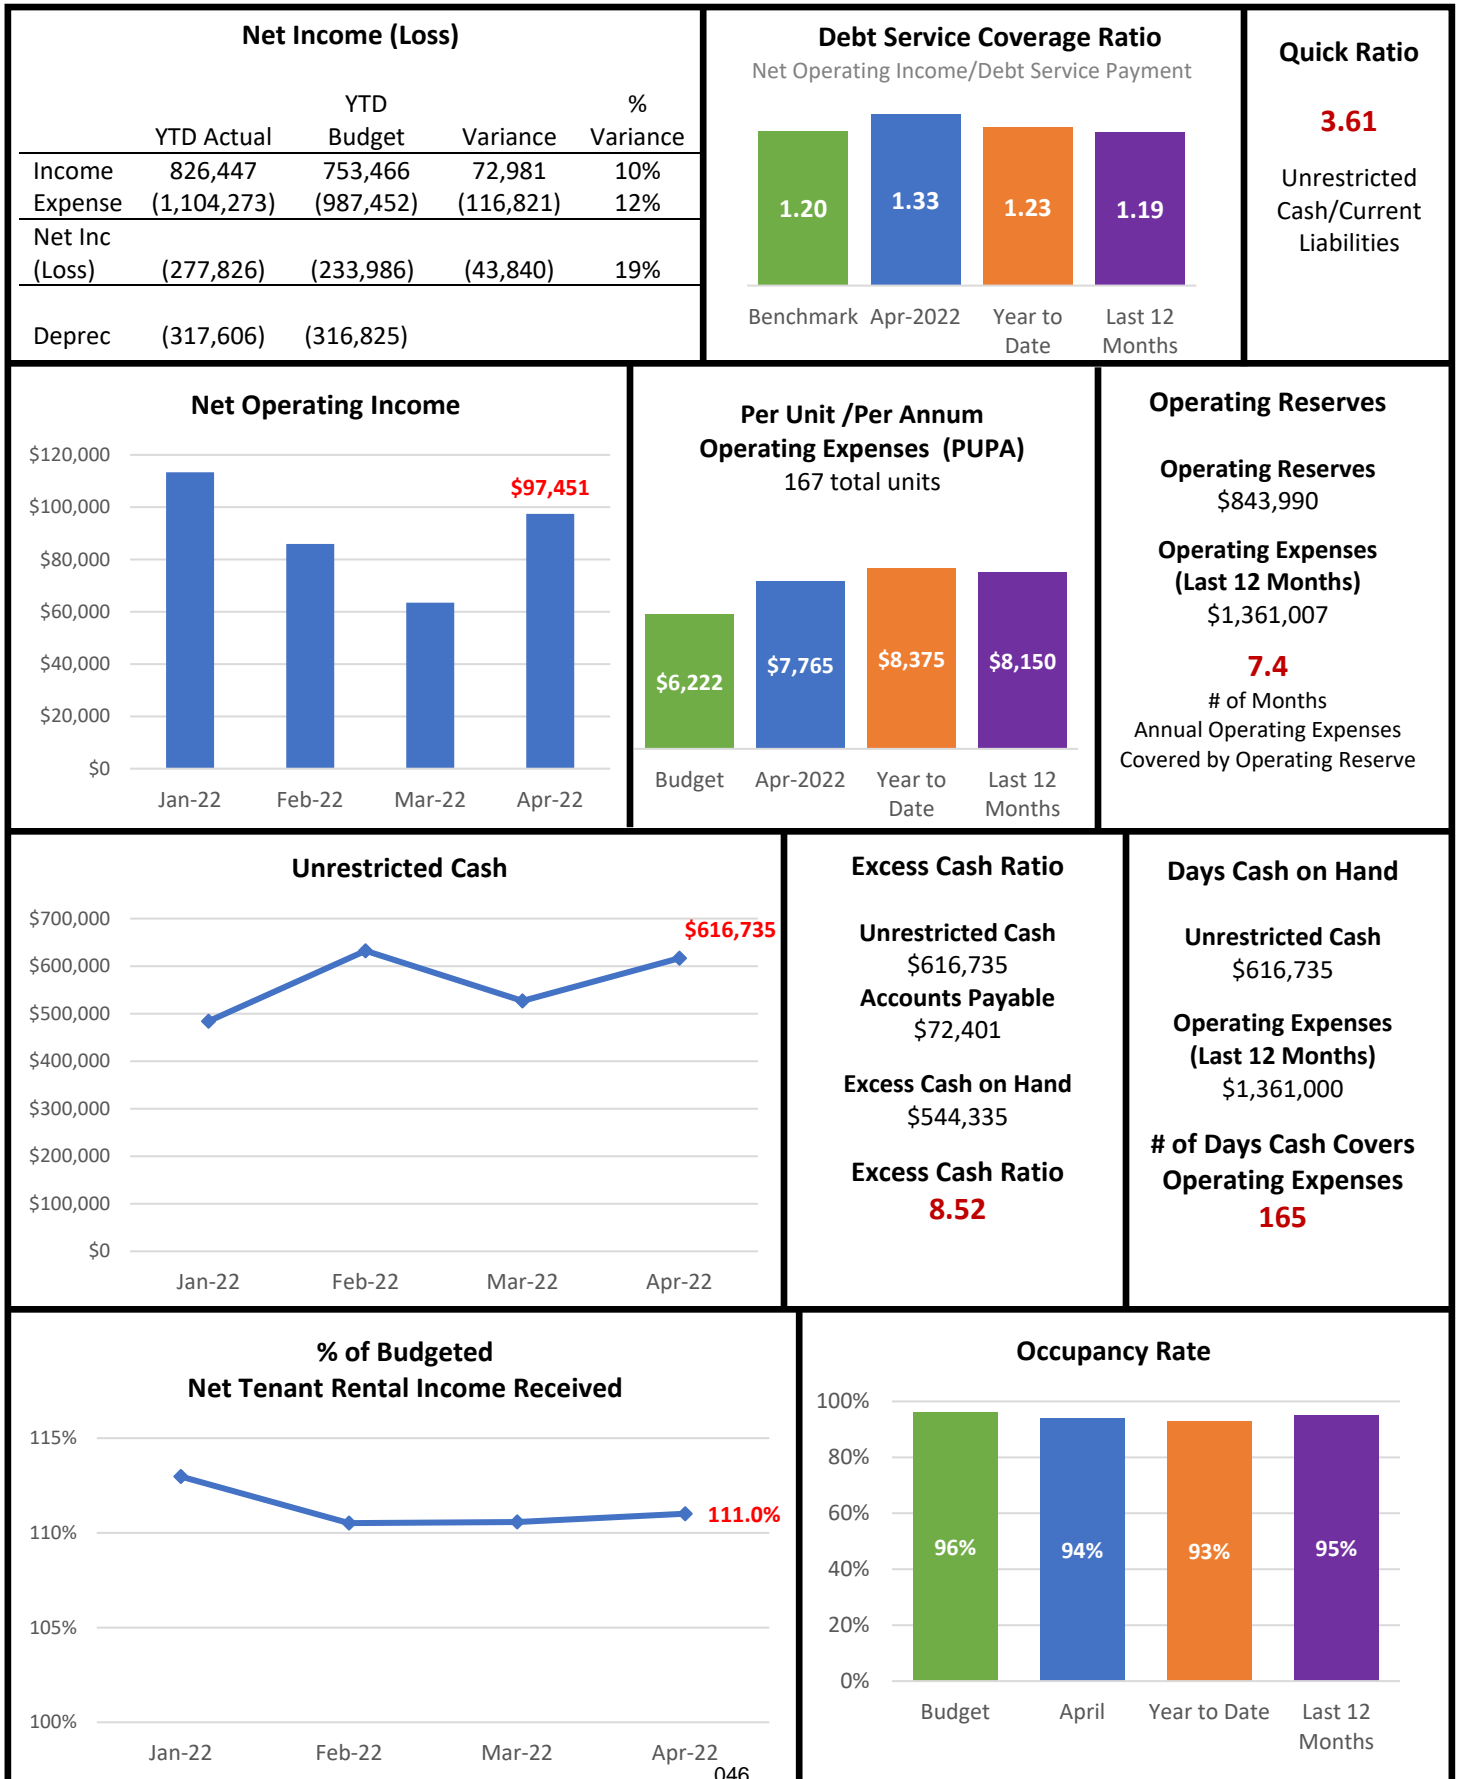 Net Income (Loss)
YTD
%
YTD Actual Budget Variance Variance
Income 826,447 753,466 72,981 10%
Expense (1,104,273) (987,452) (116,821) 12%
Net Inc
(Loss) (277,826) (233,986) (43,840) 19%
Deprec (317,606) (316,825)
Debt Service Coverage Ratio
Net Operating Income/Debt Service Payment
1.20 1.33 1.23 1.19
Benchmark Apr-2022 Year to Last 12
Date Months
Quick Ratio
3.61
Unrestricted
Cash/Current
Liabilities
Net Operating Income
$120,000
$100,000
$80,000
$60,000
$40,000
$20,000
$0
$97,451
Jan-22 Feb-22 Mar-22 Apr-22
Per Unit /Per Annum
Operating Expenses (PUPA)
167 total units
$6,222 $7,765 $8,375 $8,150
Budget Apr-2022 Year to Last 12
Date Months
Operating Reserves
Operating Reserves
$843,990
Operating Expenses
(Last 12 Months)
$1,361,007
7.4
# of Months
Annual Operating Expenses
Covered by Operating Reserve
Unrestricted Cash
$700,000
$600,000
$500,000
$400,000
$300,000
$200,000
$100,000
$0
$616,735
Jan-22 Feb-22 Mar-22 Apr-22
Excess Cash Ratio
Unrestricted Cash
$616,735
Accounts Payable
$72,401
Excess Cash on Hand
$544,335
Excess Cash Ratio
8.52
Days Cash on Hand
Unrestricted Cash
$616,735
Operating Expenses
(Last 12 Months)
$1,361,000
# of Days Cash Covers
Operating Expenses
165
% of Budgeted
Net Tenant Rental Income Received
115%
110%
105%
100%
111.0%
Jan-22 Feb-22 Mar-22 Apr-22
Occupancy Rate
100%
80%
60%
40%
20%
0%
96% 94% 93% 95%
Budget April Year to Date Last 12
Months
046